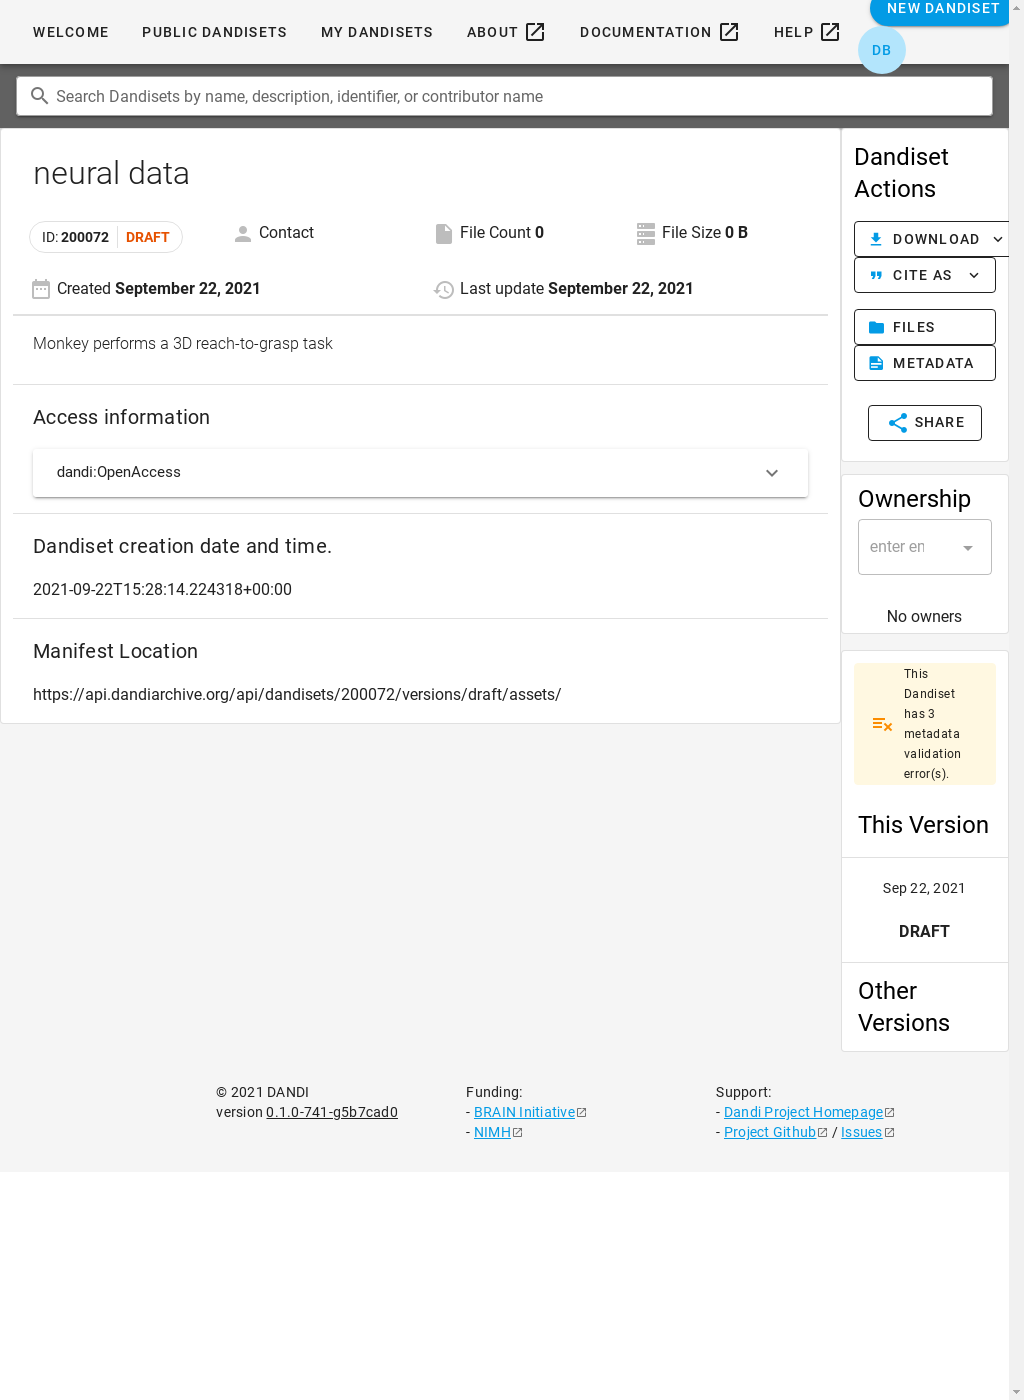 WELCOME PUBLIC DANDISETS MY DANDISETS ABOUT DOCUMENTATION HELP NEW DANDISET
DB
Search Dandisets by name, description, identifier, or contributor name
neural data
ID: 200072 DRAFT Contact File Count 0 File Size 0 B
Created September 22, 2021 Last update September 22, 2021
Monkey performs a 3D reach-to-grasp task
Access information
dandi:OpenAccess
Dandiset creation date and time.
2021-09-22T15:28:14.224318+00:00
Manifest Location
https://api.dandiarchive.org/api/dandisets/200072/versions/draft/assets/
Dandiset
Actions
DOWNLOAD
CITE AS
FILES
METADATA
SHARE
Ownership
enter en
No owners
This
Dandiset
has 3
metadata
validation
error(s).
This Version
Sep 22, 2021
DRAFT
Other
Versions
© 2021 DANDI
version 0.1.0-741-g5b7cad0
Funding:
- BRAIN Initiative
- NIMH
Support:
- Dandi Project Homepage
- Project Github / Issues